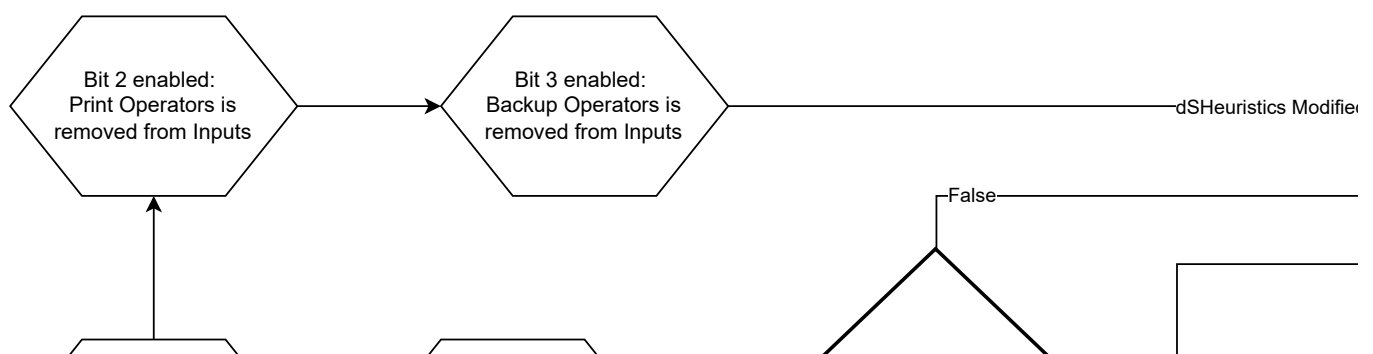 Bit 2 enabled:
Print Operators is
removed from Inputs
Bit 3 enabled:
Backup Operators is
removed from Inputs
dSHeuristics
False